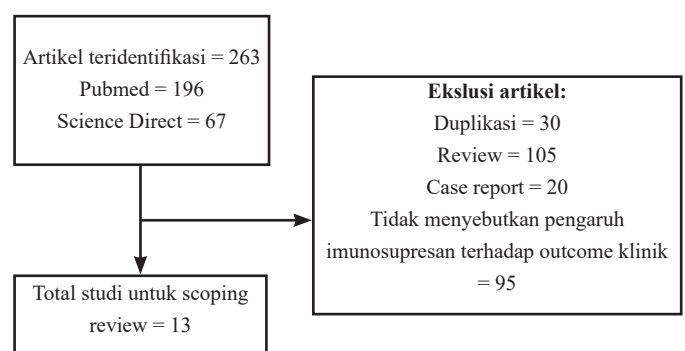 Artikel teridentifikasi = 263
Pubmed = 196
Science Direct = 67
Ekslusi artikel:
Duplikasi = 30
Review = 105
Case report = 20
Tidak menyebutkan pengaruh
imunosupresan terhadap outcome klinik
= 95
Total studi untuk scoping
review = 13